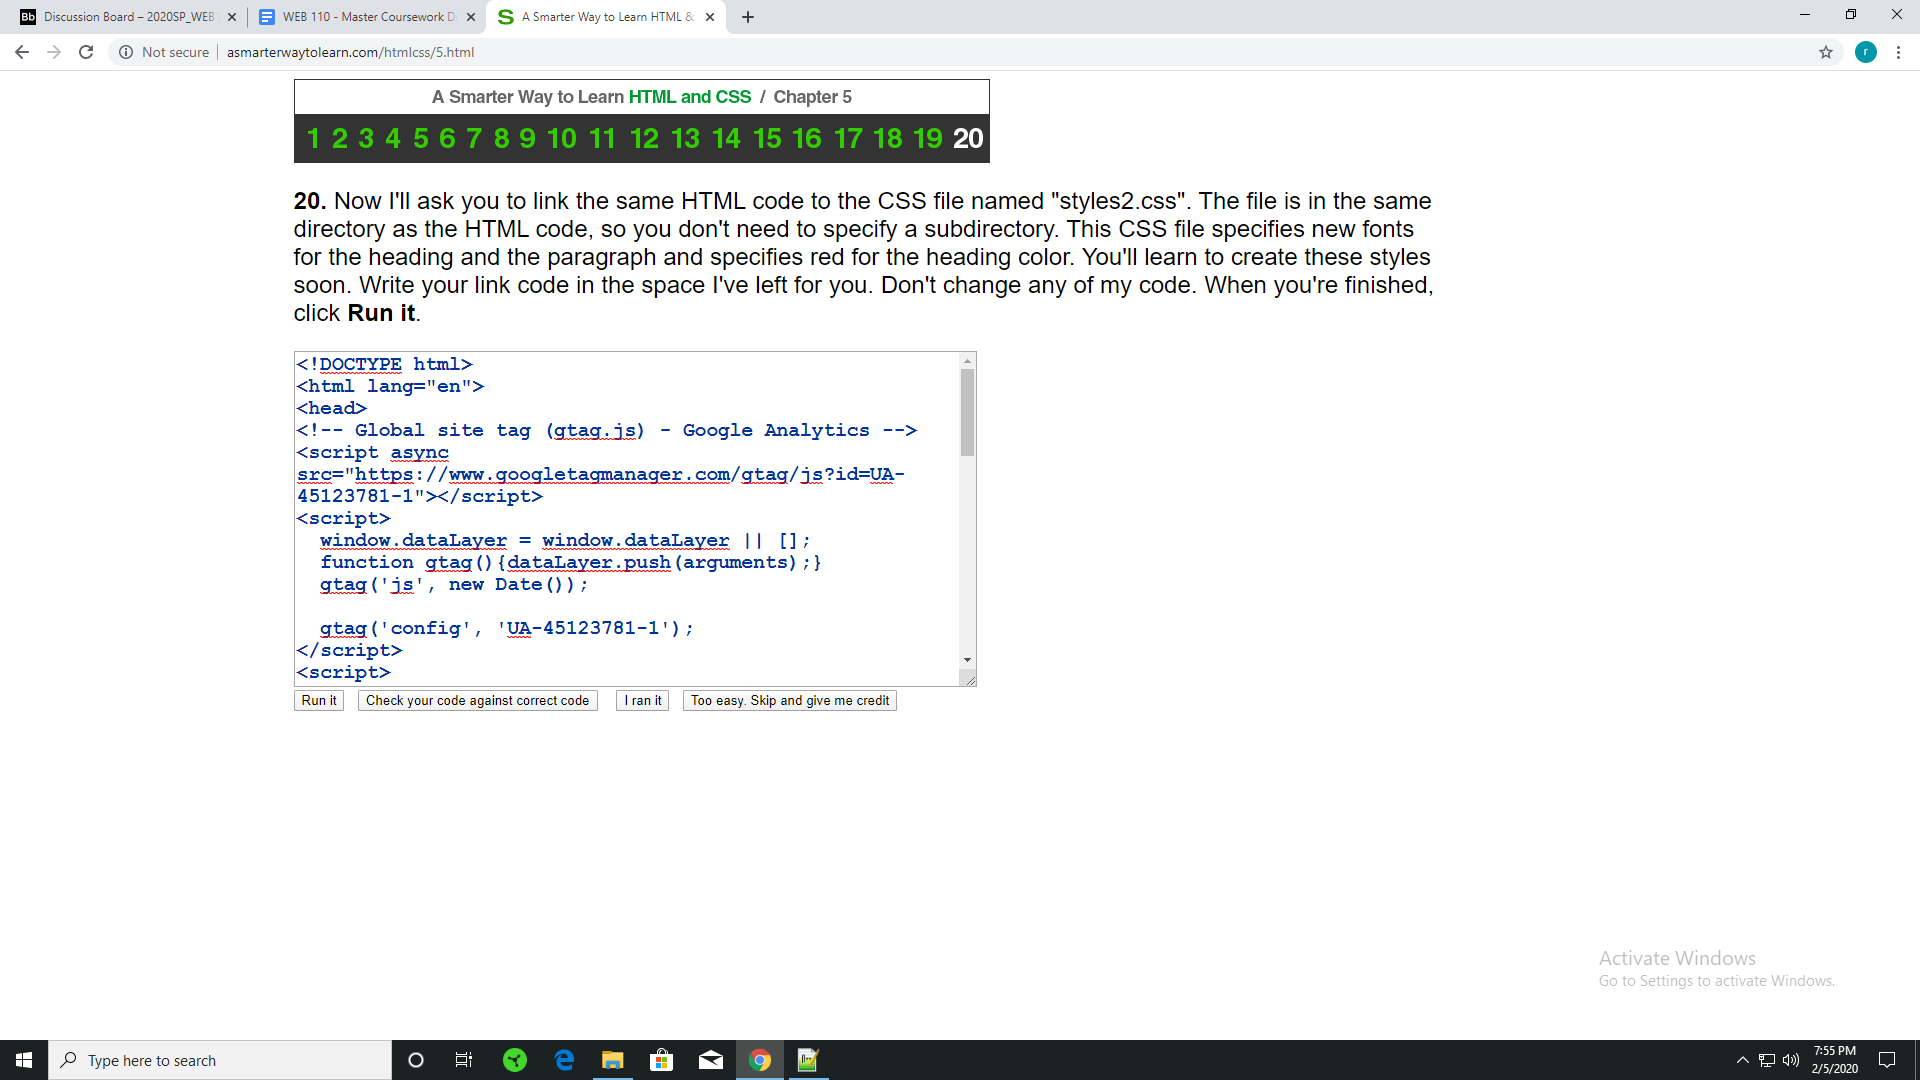 Discussion Board – 2020SP_WEB
WEB 110 - Master Coursework D
A Smarter Way to Learn HTML &
Not secure
asmarterwaytolearn.com/htmlcss/5.html
r
A Smarter Way to Learn HTML and CSS / Chapter 5
1 2 3 4 5 6 7 8 9 10 11 12 13 14 15 16 17 18 19 20
20. Now I'll ask you to link the same HTML code to the CSS file named "styles2.css". The file is in the same
directory as the HTML code, so you don't need to specify a subdirectory. This CSS file specifies new fonts
for the heading and the paragraph and specifies red for the heading color. You'll learn to create these styles
soon. Write your link code in the space I've left for you. Don't change any of my code. When you're finished,
click Run it.
<!DOCTYPE html>
<html lang="en">
<head>
<!-- Global site tag (gtag.js) - Google Analytics -->
<script async
src="https://www.googletagmanager.com/gtag/js?id=UA-
45123781-1"></script>
<script>
window.dataLayer = window.dataLayer || [];
function gtag(){dataLayer.push(arguments);}
gtag('js', new Date());
gtag('config', 'UA-45123781-1');
</script>
<script>
Run it
Check your code against correct code
I ran it
Too easy. Skip and give me credit
Activate Windows
Go to Settings to activate Windows.
Type here to search
7:55 PM
2/5/2020